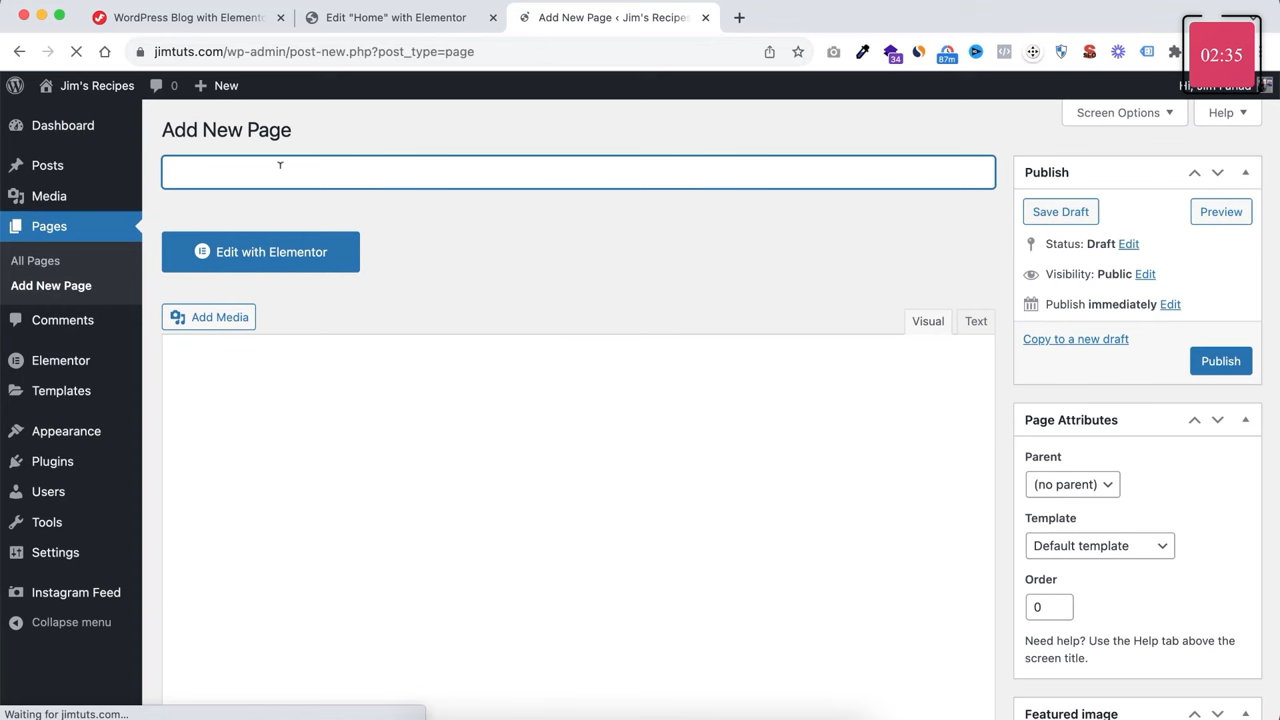 WordPress Blog with Elemento
Edit "Home" with Elementor
Add New Page ‹ Jim's Recipes
jimtuts.com/wp-admin/post-new.php?post_type=page
34
87m
02:35
Jim's Recipes
0
New
Hi, Jim
Screen Options
Help
Dashboard
Posts
Media
Pages
All Pages
Add New Page
Comments
Elementor
Templates
Appearance
Plugins
Users
Tools
Settings
Instagram Feed
Collapse menu
Add New Page
Edit with Elementor
Add Media
Visual
Text
Publish
Save Draft
Preview
Status: Draft Edit
Visibility: Public Edit
Publish immediately Edit
Copy to a new draft
Publish
Page Attributes
Parent
(no parent)
Template
Default template
Order
0
Need help? Use the Help tab above the
screen title.
Featured image
Waiting for jimtuts.com...